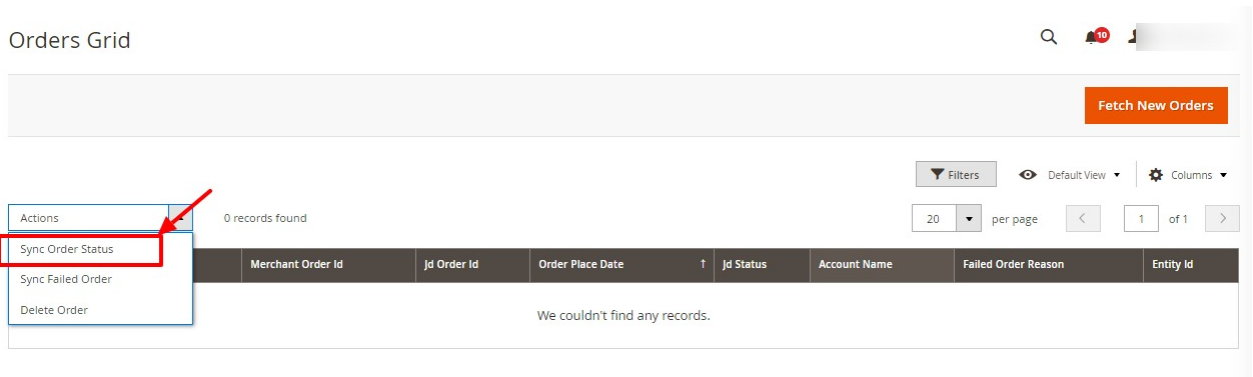 Orders Grid
10
Fetch New Orders
Filters
Default View
Columns
Actions
0 records found
20
per page
1
of 1
Sync Order Status
Sync Failed Order
Delete Order
Merchant Order Id
Jd Order Id
Order Place Date
Jd Status
Account Name
Failed Order Reason
Entity Id
We couldn't find any records.